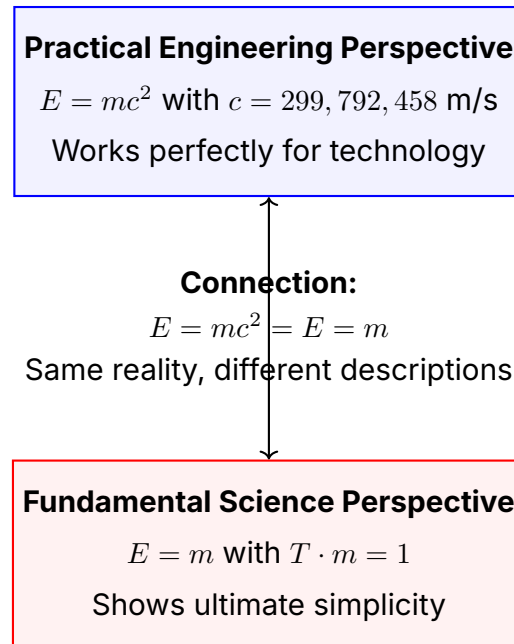 Practical Engineering Perspective
E = mc² with c = 299, 792, 458 m/s
Works perfectly for technology
Connection:
E = mc² = E = m
Same reality, different descriptions
Fundamental Science Perspective
E = m with T · m = 1
Shows ultimate simplicity